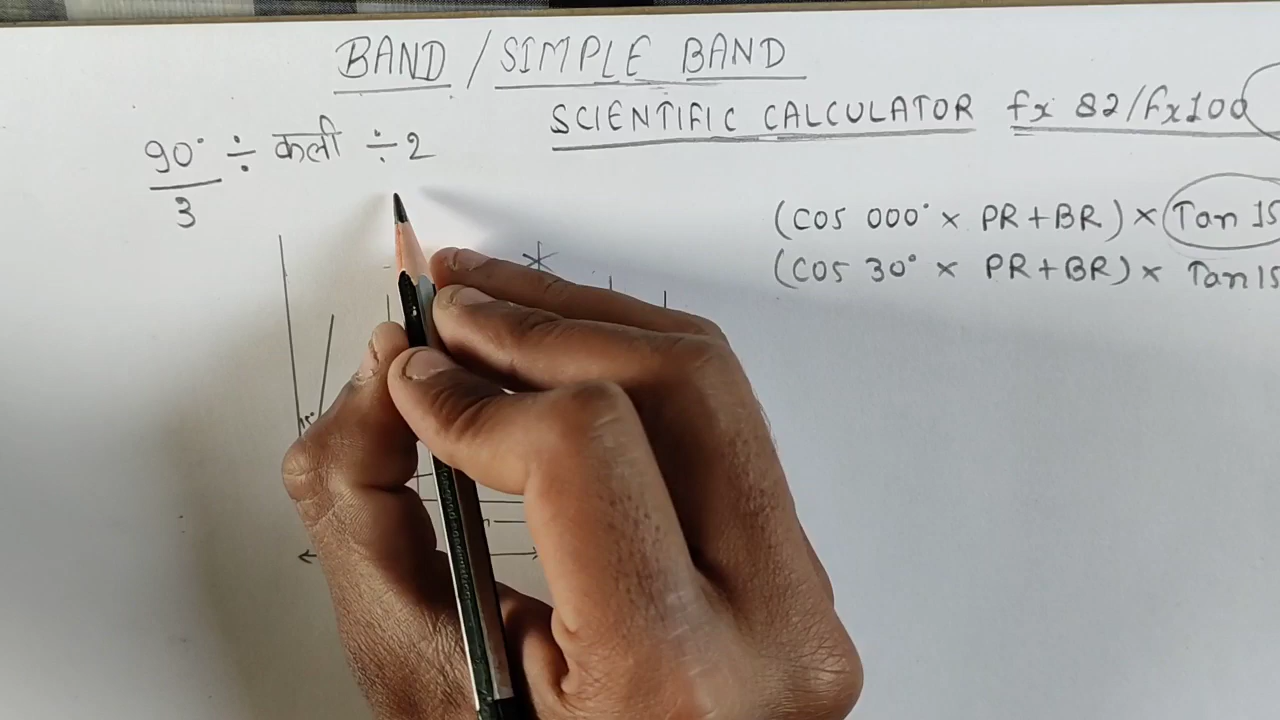 BAND / SIMPLE BAND
SCIENTIFIC CALCULATOR fx 82/fx100
90° ÷ कली ÷ 2
3
(COS 000° × PR+BR) × Tan 15
(COS 30° × PR+BR) × Tan 15
15°